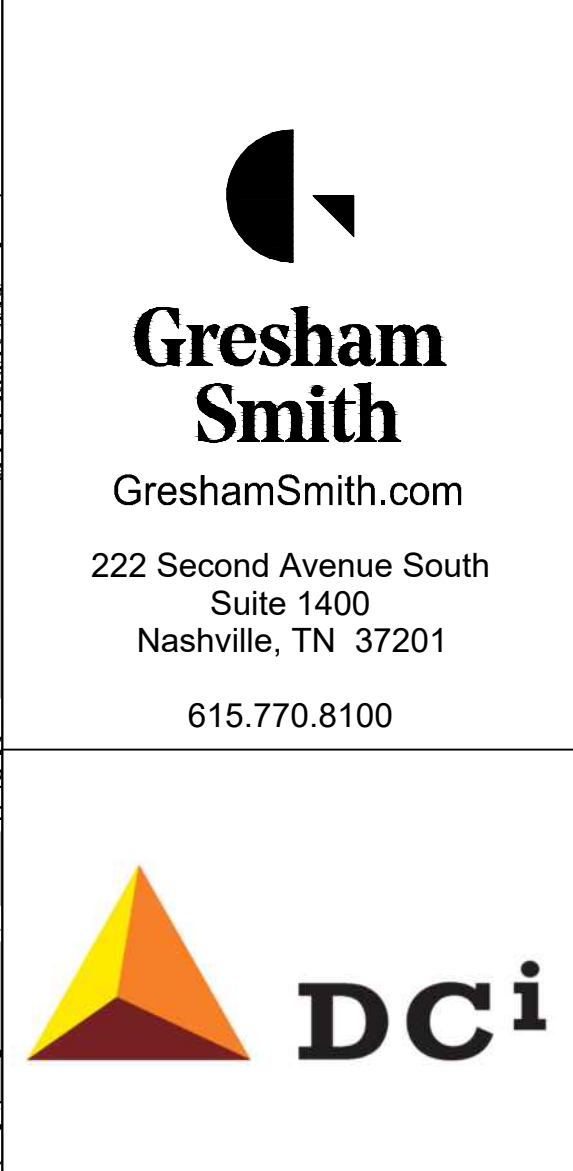 Gresham
Smith
GreshamSmith.com
222 Second Avenue South
Suite 1400
Nashville, TN  37201
615.770.8100
DCi